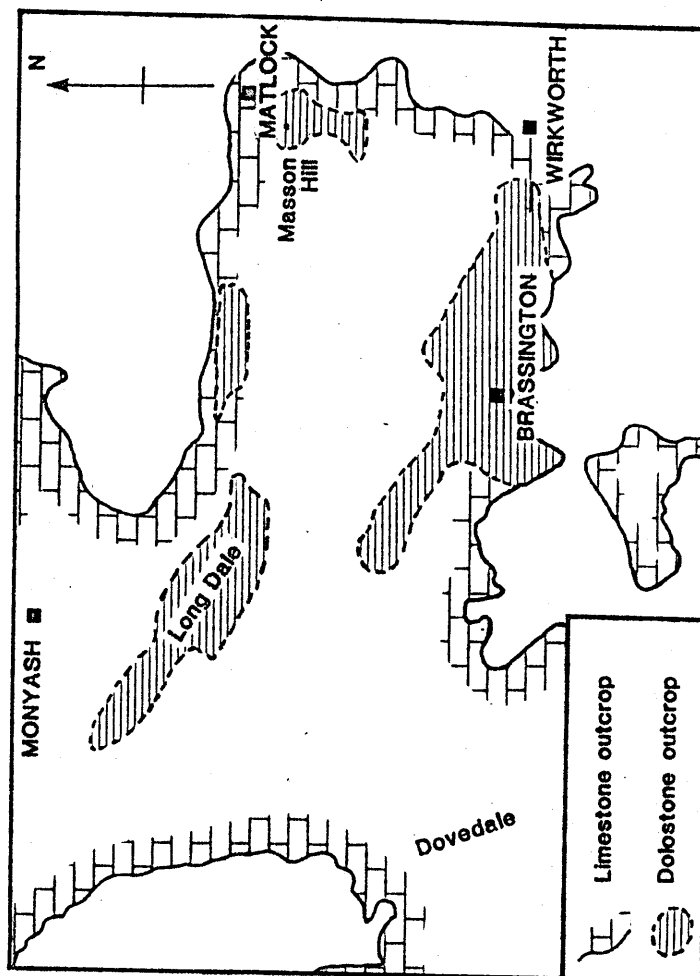 N
MATLOCK
Masson
Hill
WIRKWORTH
BRASSINGTON
MONYASH
Long Dale
Dovedale
Limestone outcrop
Dolostone outcrop